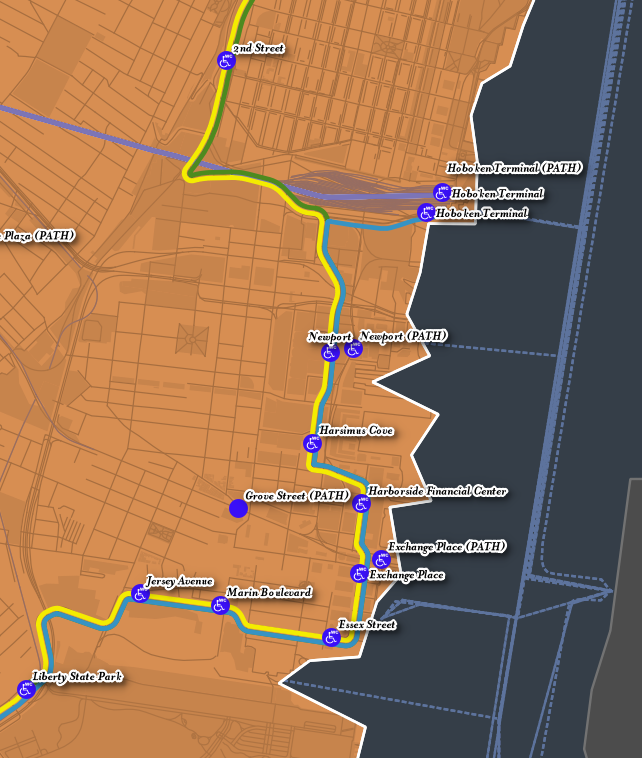 2nd Street
Hoboken Terminal (PATH)
Hoboken Terminal
Hoboken Terminal
Plaza (PATH)
Newport
Newport (PATH)
Harsimus Cove
Harborside Financial Center
Grove Street (PATH)
Exchange Place (PATH)
Exchange Place
Jersey Avenue
Marin Boulevard
Essex Street
Liberty State Park